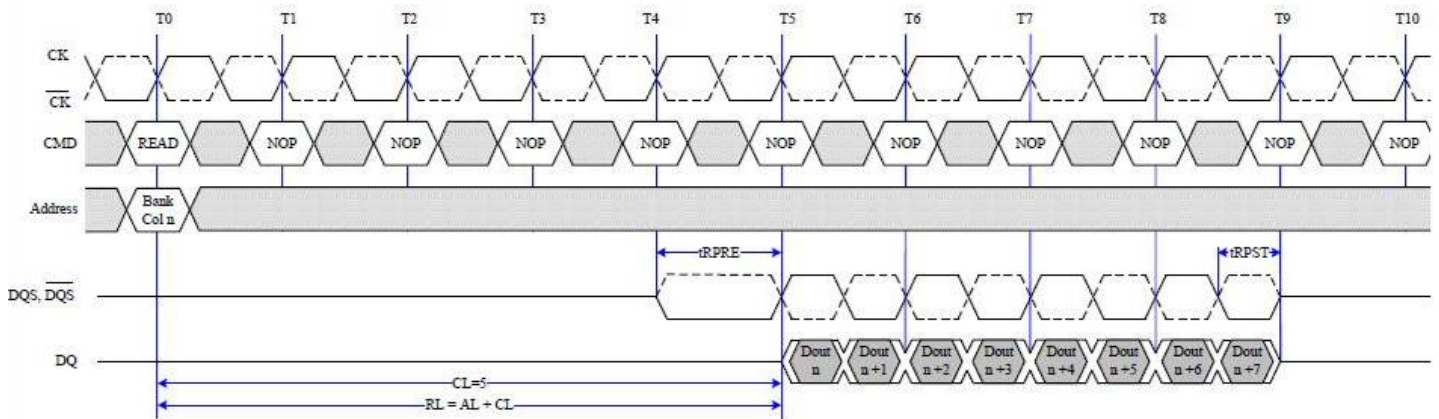 T0 T1 T2 T3 T4 T5 T6 T7 T8 T9 T10
CK
CK
CMD READ NOP NOP NOP NOP NOP NOP NOP NOP NOP NOP
Address Bank
Col n
tRPRE tRPST
DQS, DQS
DQ Dout Dout Dout Dout Dout Dout Dout Dout
n n +1 n +2 n +3 n +4 n +5 n +6 n +7
CL=5
RL = AL + CL